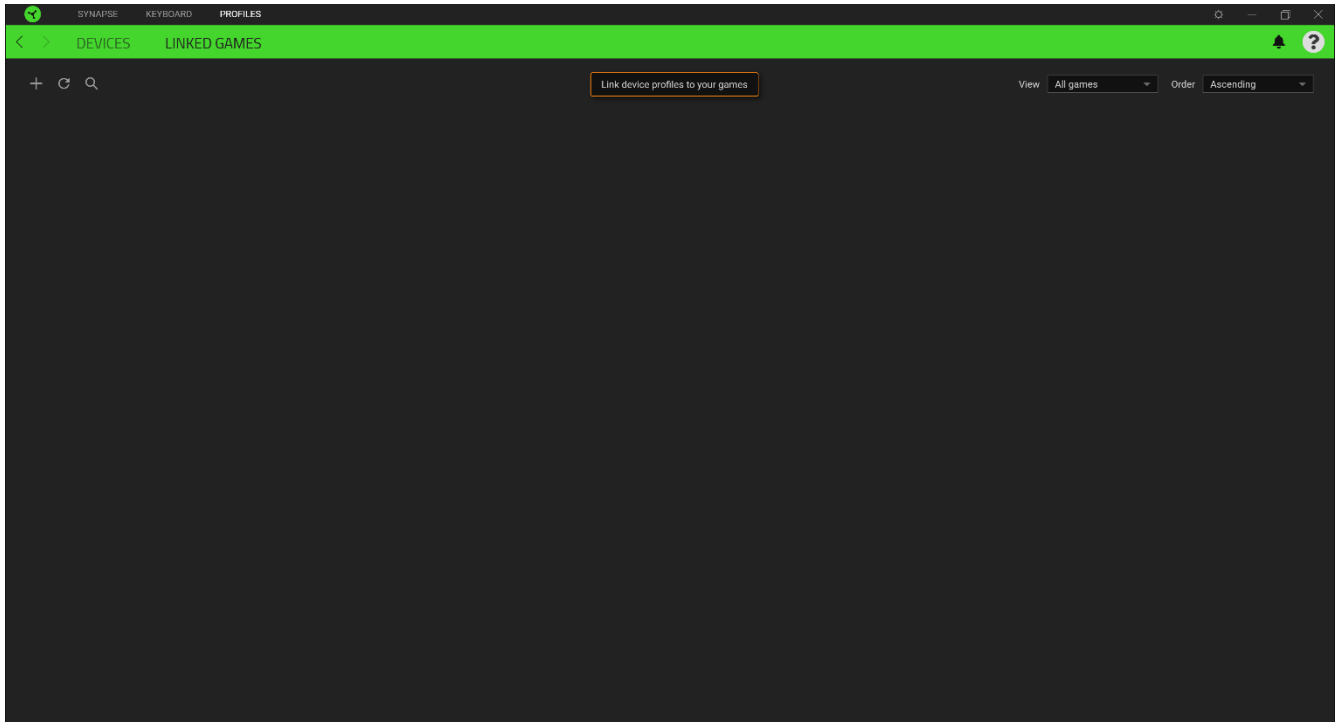 SYNAPSE KEYBOARD PROFILES
DEVICES LINKED GAMES ?
Link device profiles to your games View All games Order Ascending